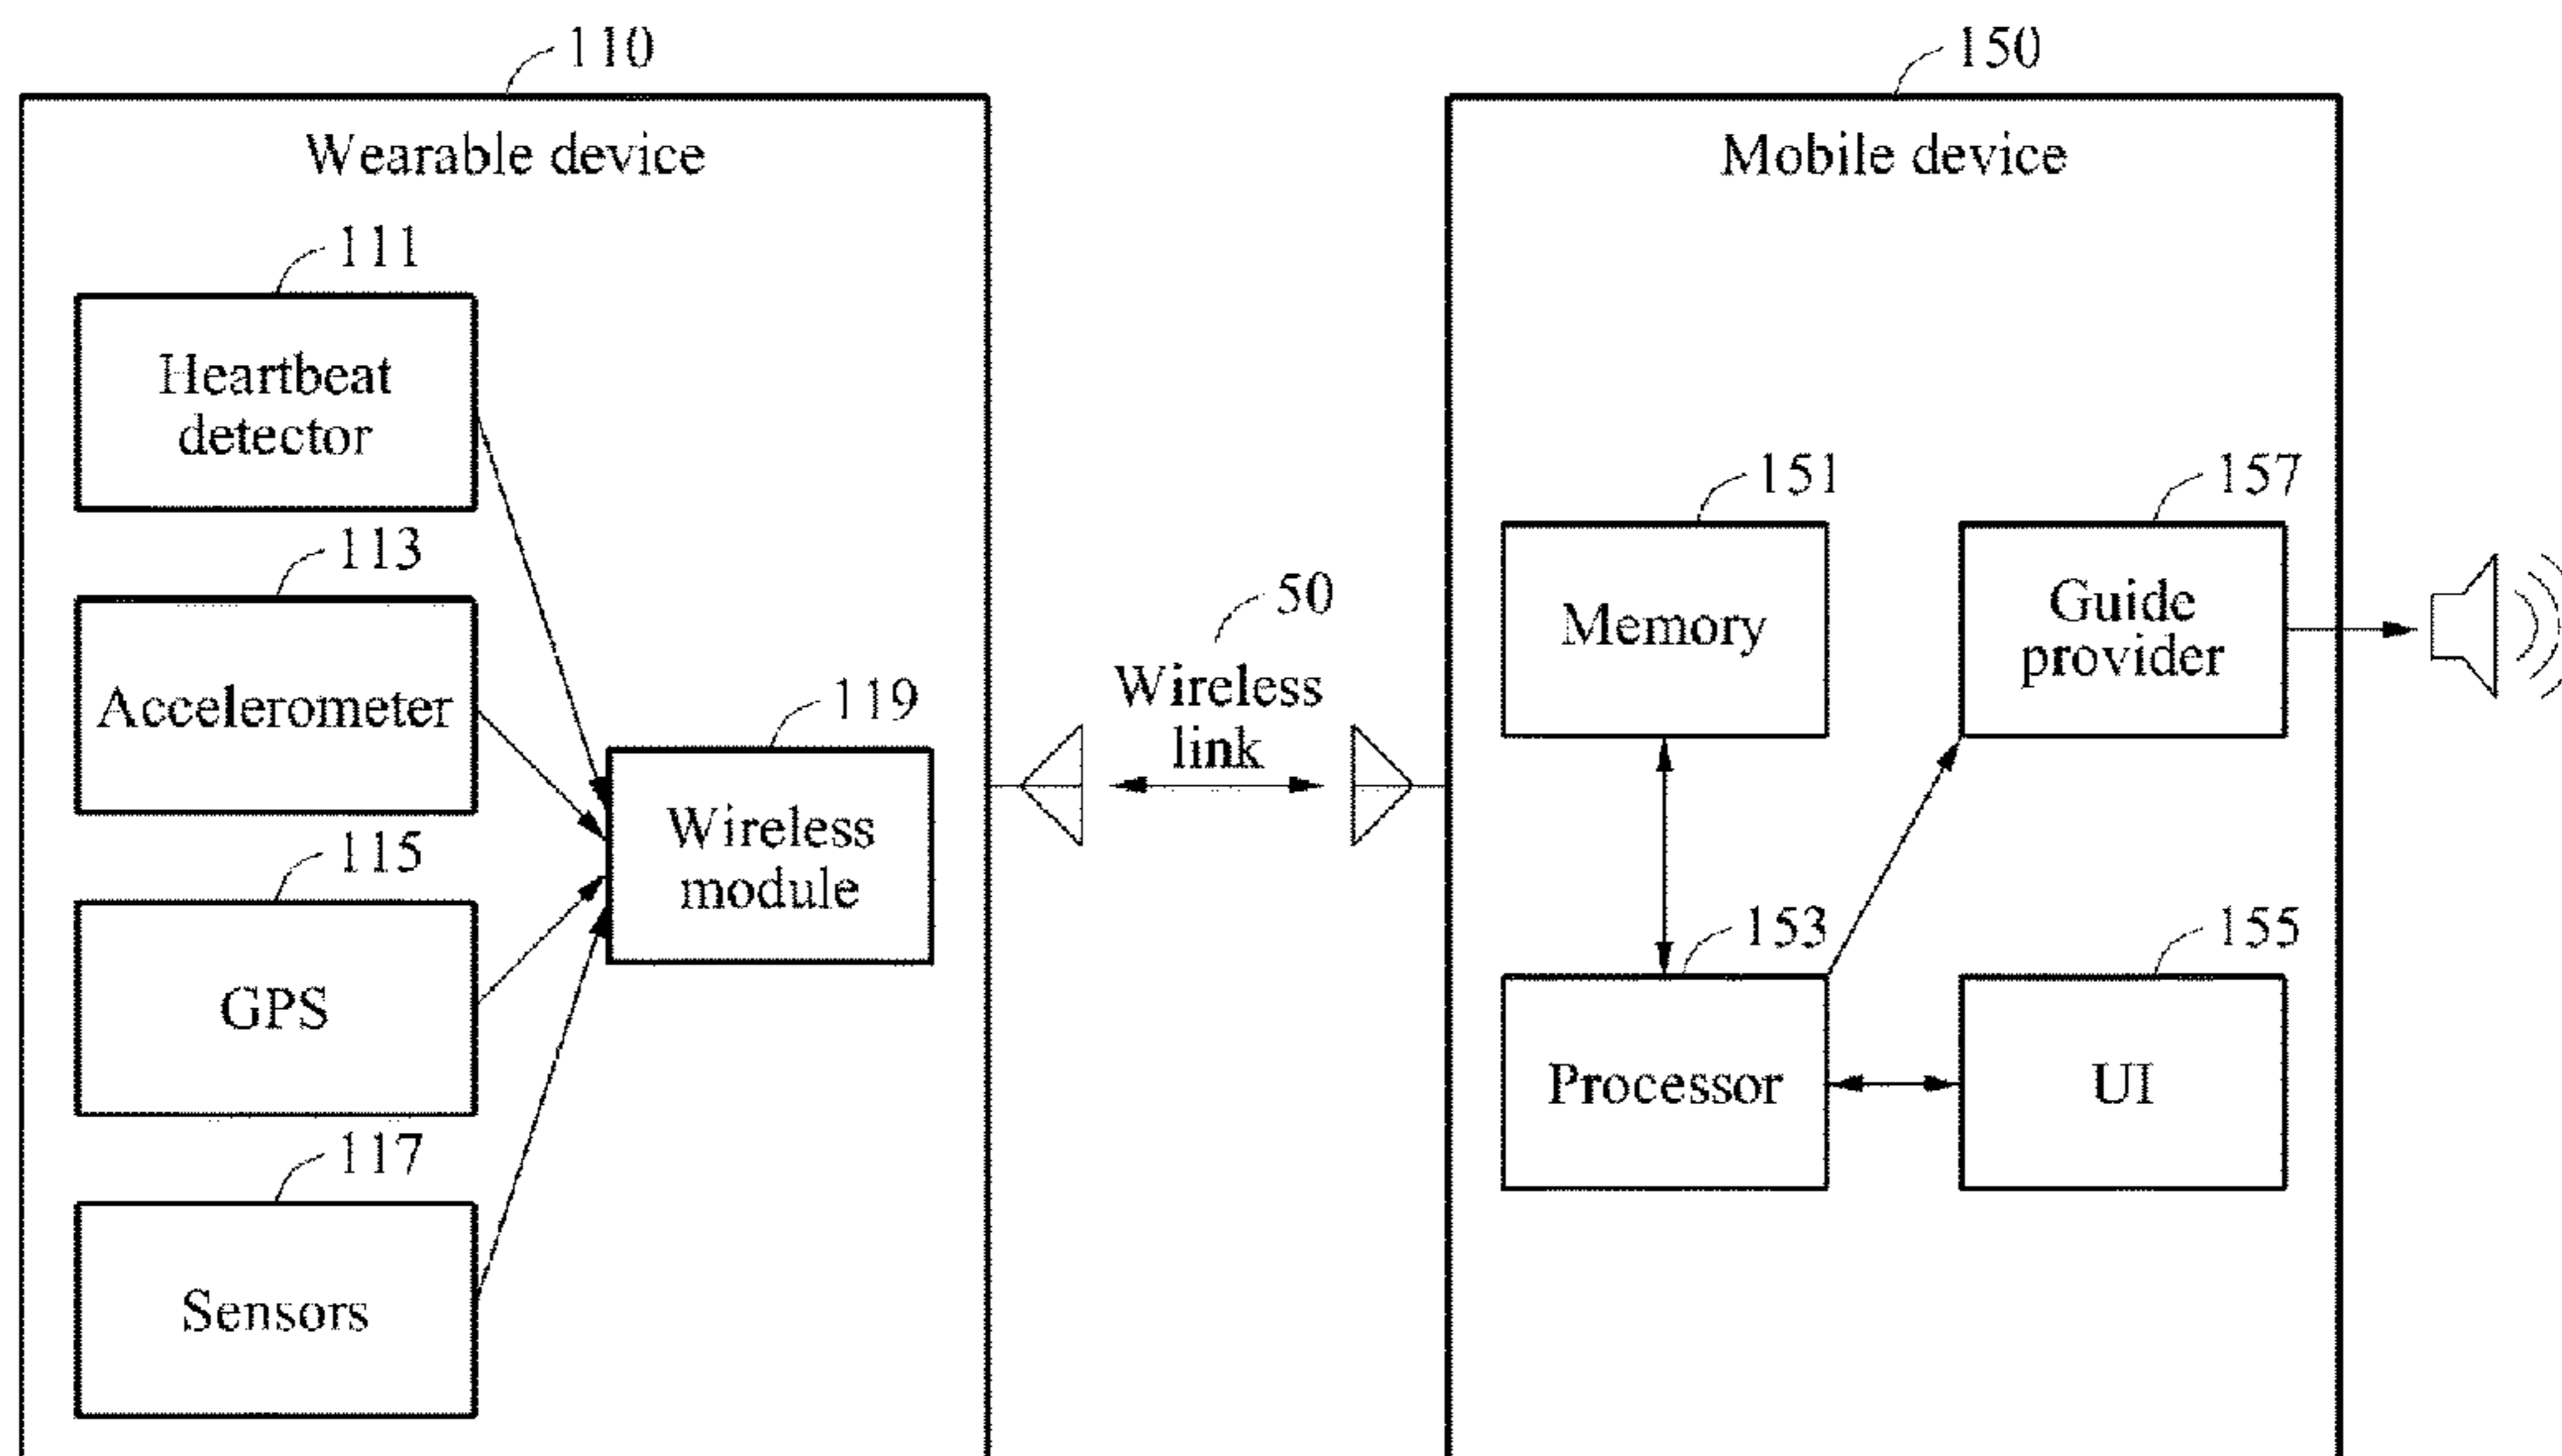 110
Wearable device
111
Heartbeat
detector
113
Accelerometer
115
GPS
117
Sensors
119
Wireless
module
50
Wireless
link
150
Mobile device
151
Memory
157
Guide
provider
153
Processor
155
UI